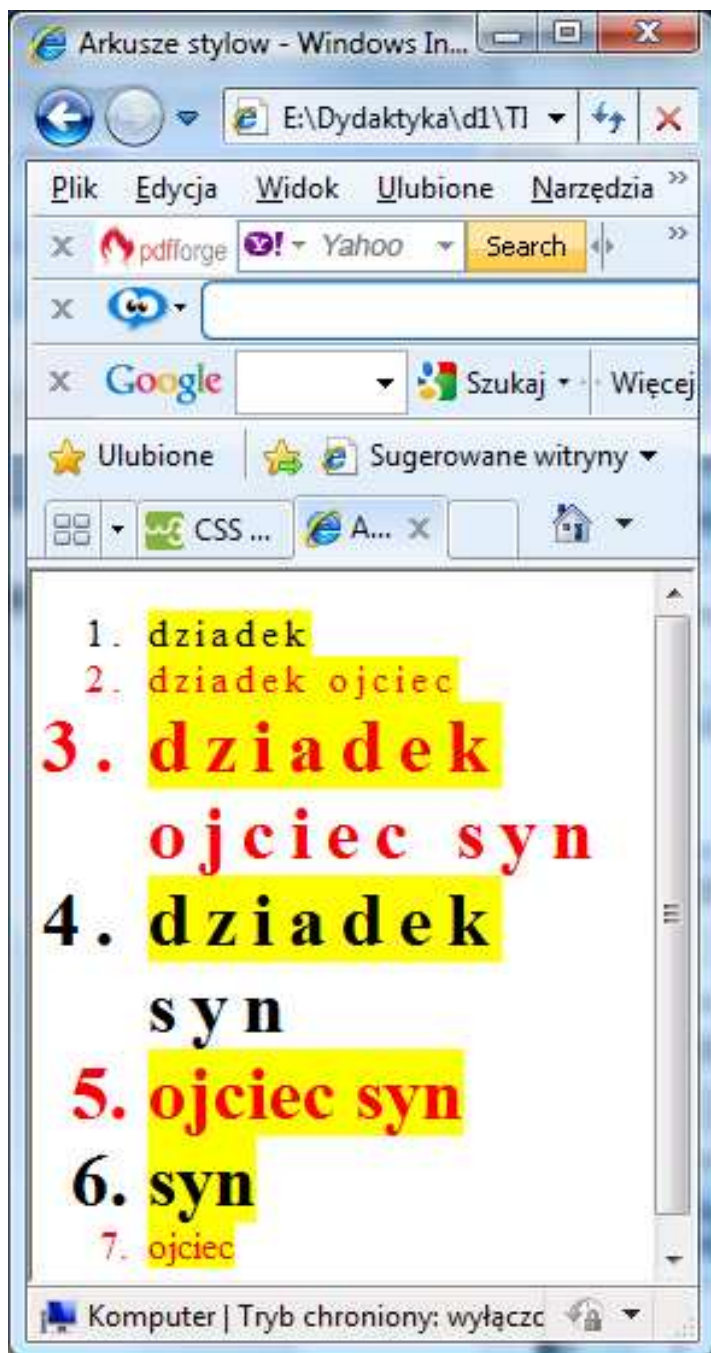 Arkusze stylow - Windows In...
E:\Dydaktyka\d1\TI
Plik Edycja Widok Ulubione Narzędzia »
x pdfforge Y! Yahoo Search »
x
x Google Szukaj Więcej
Ulubione Sugerowane witryny
CSS ... A... x
1. dziadek
2. dziadek ojciec
3. dziadek
ojciec syn
4. dziadek
syn
5. ojciec syn
6. syn
7. ojciec
Komputer | Tryb chroniony: wyłączc